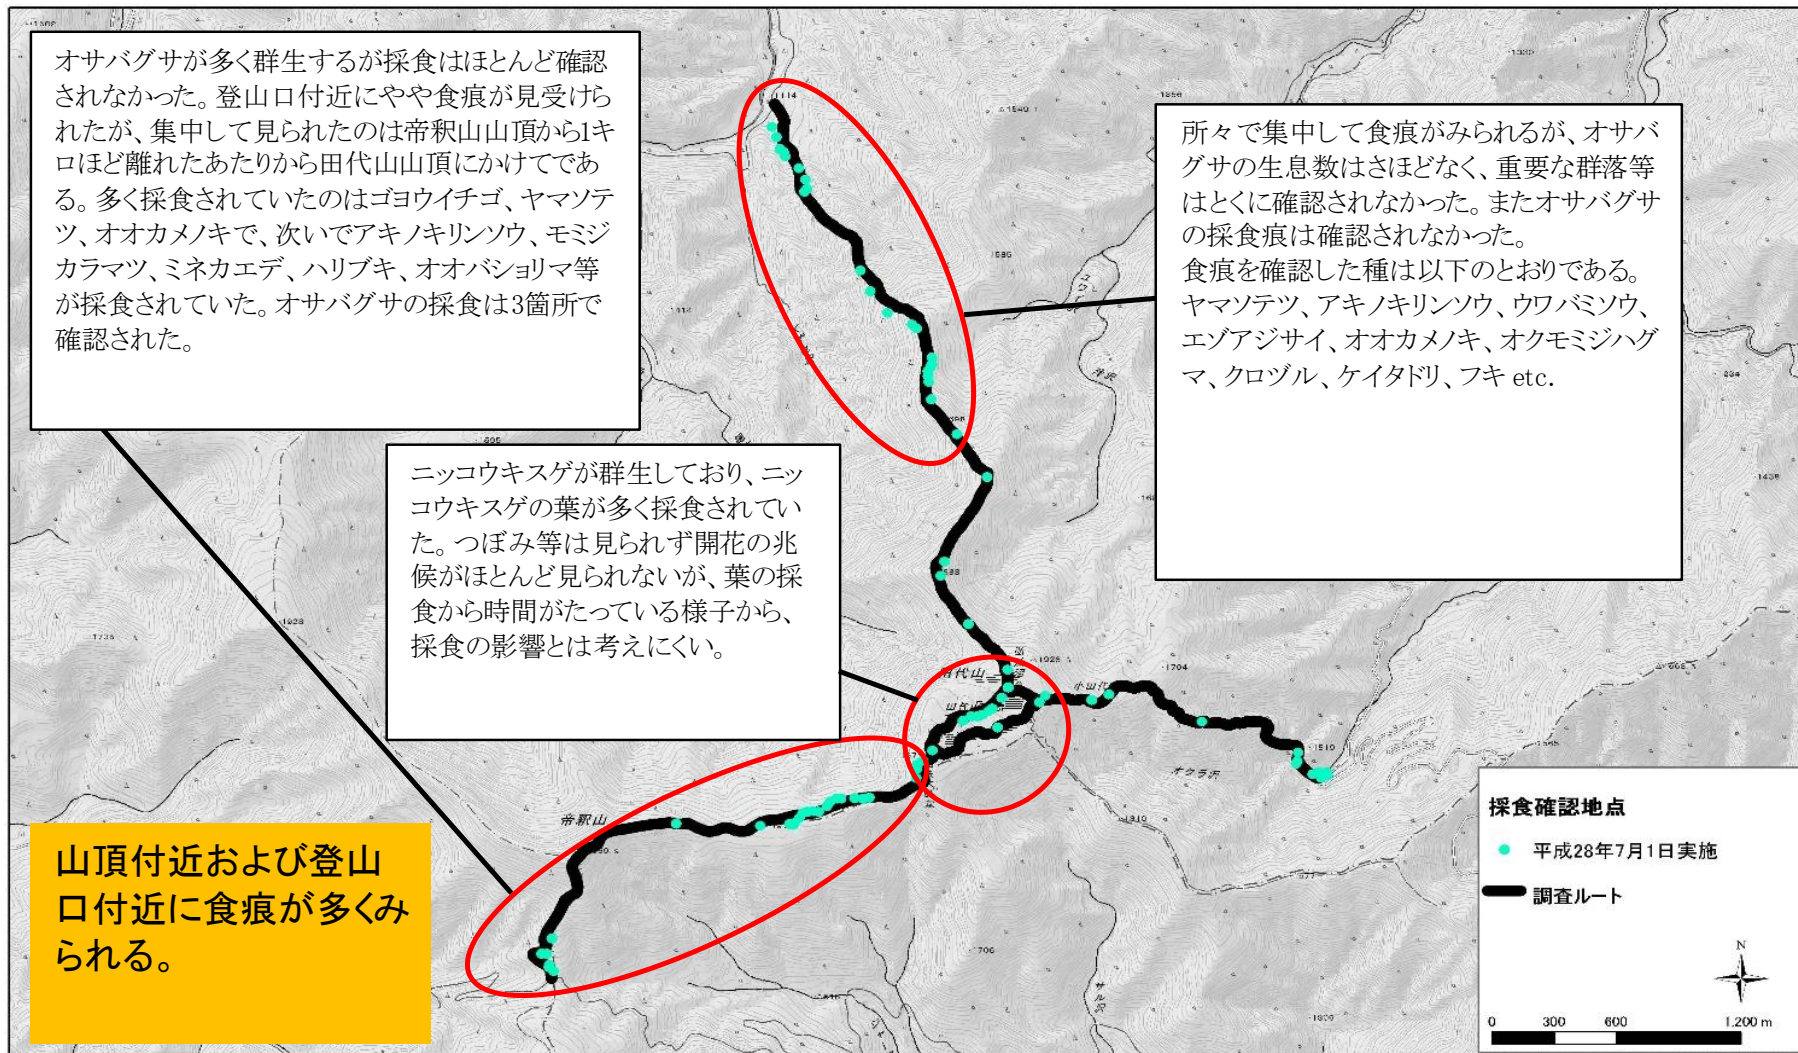 オサバグサが多く群生するが採食はほとんど確認
されなかった。登山口付近にやや食痕が見受けら
れたが、集中して見られたのは帝釈山山頂から1キ
ロほど離れたあたりから田代山山頂にかけてであ
る。多く採食されていたのはゴヨウイチゴ、ヤマソテ
ツ、オオカメノキで、次いでアキノキリンソウ、モミジ
カラマツ、ミネカエデ、ハリブキ、オオバショリマ等
が採食されていた。オサバグサの採食は3箇所で
確認された。
所々で集中して食痕がみられるが、オサバ
グサの生息数はさほどなく、重要な群落等
はとくに確認されなかった。またオサバグサ
の採食痕は確認されなかった。
食痕を確認した種は以下のとおりである。
ヤマソテツ、アキノキリンソウ、ウワバミソウ、
エゾアジサイ、オオカメノキ、オクモミジハグ
マ、クロヅル、ケイタドリ、フキ etc.
ニッコウキスゲが群生しており、ニッ
コウキスゲの葉が多く採食されてい
た。つぼみ等は見られず開花の兆
候がほとんど見られないが、葉の採
食から時間がたっている様子から、
採食の影響とは考えにくい。
山頂付近および登山
口付近に食痕が多くみ
られる。
帝釈山
オクラ沢
1704
1706
1510
1810
採食確認地点
平成28年7月1日実施
調査ルート
N
0 300 600 1,200 m